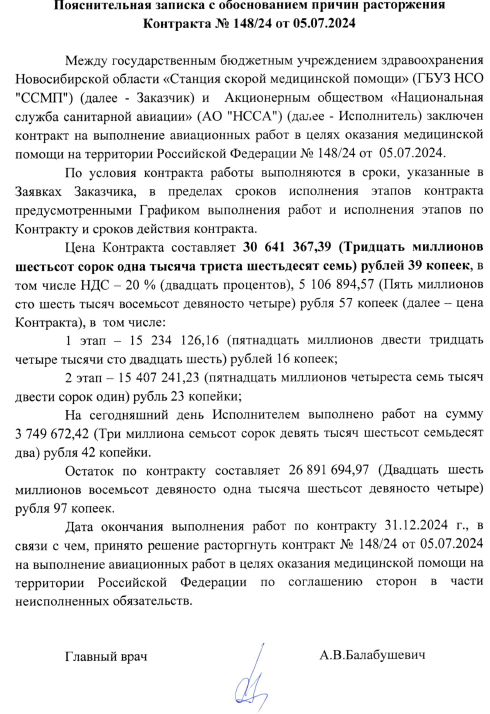 Пояснительная записка с обоснованием причин расторжения
Контракта № 148/24 от 05.07.2024
Между государственным бюджетным учреждением здравоохранения
Новосибирской области «Станция скорой медицинской помощи» (ГБУЗ НСО
"ССМП") (далее - Заказчик) и Акционерным обществом «Национальная
служба санитарной авиации» (АО "НССА") (далее - Исполнитель) заключен
контракт на выполнение авиационных работ в целях оказания медицинской
помощи на территории Российской Федерации № 148/24 от 05.07.2024.
По условия контракта работы выполняются в сроки, указанные в
Заявках Заказчика, в пределах сроков исполнения этапов контракта
предусмотренными Графиком выполнения работ и исполнения этапов по
Контракту и сроков действия контракта.
Цена Контракта составляет 30 641 367,39 (Тридцать миллионов
шестьсот сорок одна тысяча триста шестьдесят семь) рублей 39 копеек, в
том числе НДС – 20 % (двадцать процентов), 5 106 894,57 (Пять миллионов
сто шесть тысяч восемьсот девяносто четыре) рубля 57 копеек (далее – цена
Контракта), в том числе:
1 этап – 15 234 126,16 (пятнадцать миллионов двести тридцать
четыре тысячи сто двадцать шесть) рублей 16 копеек;
2 этап – 15 407 241,23 (пятнадцать миллионов четыреста семь тысяч
двести сорок один) рубль 23 копейки;
На сегодняшний день Исполнителем выполнено работ на сумму
3 749 672,42 (Три миллиона семьсот сорок девять тысяч шестьсот семьдесят
два) рубля 42 копейки.
Остаток по контракту составляет 26 891 694,97 (Двадцать шесть
миллионов восемьсот девяносто одна тысяча шестьсот девяносто четыре)
рубля 97 копеек.
Дата окончания выполнения работ по контракту 31.12.2024 г., в
связи с чем, принято решение расторгнуть контракт № 148/24 от 05.07.2024
на выполнение авиационных работ в целях оказания медицинской помощи на
территории Российской Федерации по соглашению сторон в части
неисполненных обязательств.
Главный врач А.В.Балабушевич